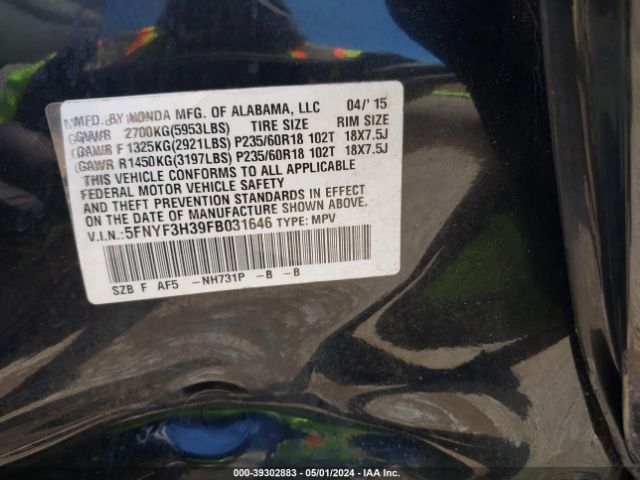 MFD. BY HONDA MFG. OF ALABAMA, LLC 04/'15
GVWR 2700KG(5953LBS) TIRE SIZE RIM SIZE
GAWR F 1325KG(2921LBS) P235/60R18 102T 18X7.5J
GAWR R1450KG(3197LBS) P235/60R18 102T 18X7.5J
THIS VEHICLE CONFORMS TO ALL APPLICABLE
FEDERAL MOTOR VEHICLE SAFETY
AND THEFT PREVENTION STANDARDS IN EFFECT
ON THE DATE OF MANUFACTURE SHOWN ABOVE.
V.I.N.: 5FNYF3H39FB031646 TYPE: MPV
SZB F AF5 -NH731P -B -B
000-39302883 / 05/01/2024 / IAA Inc.